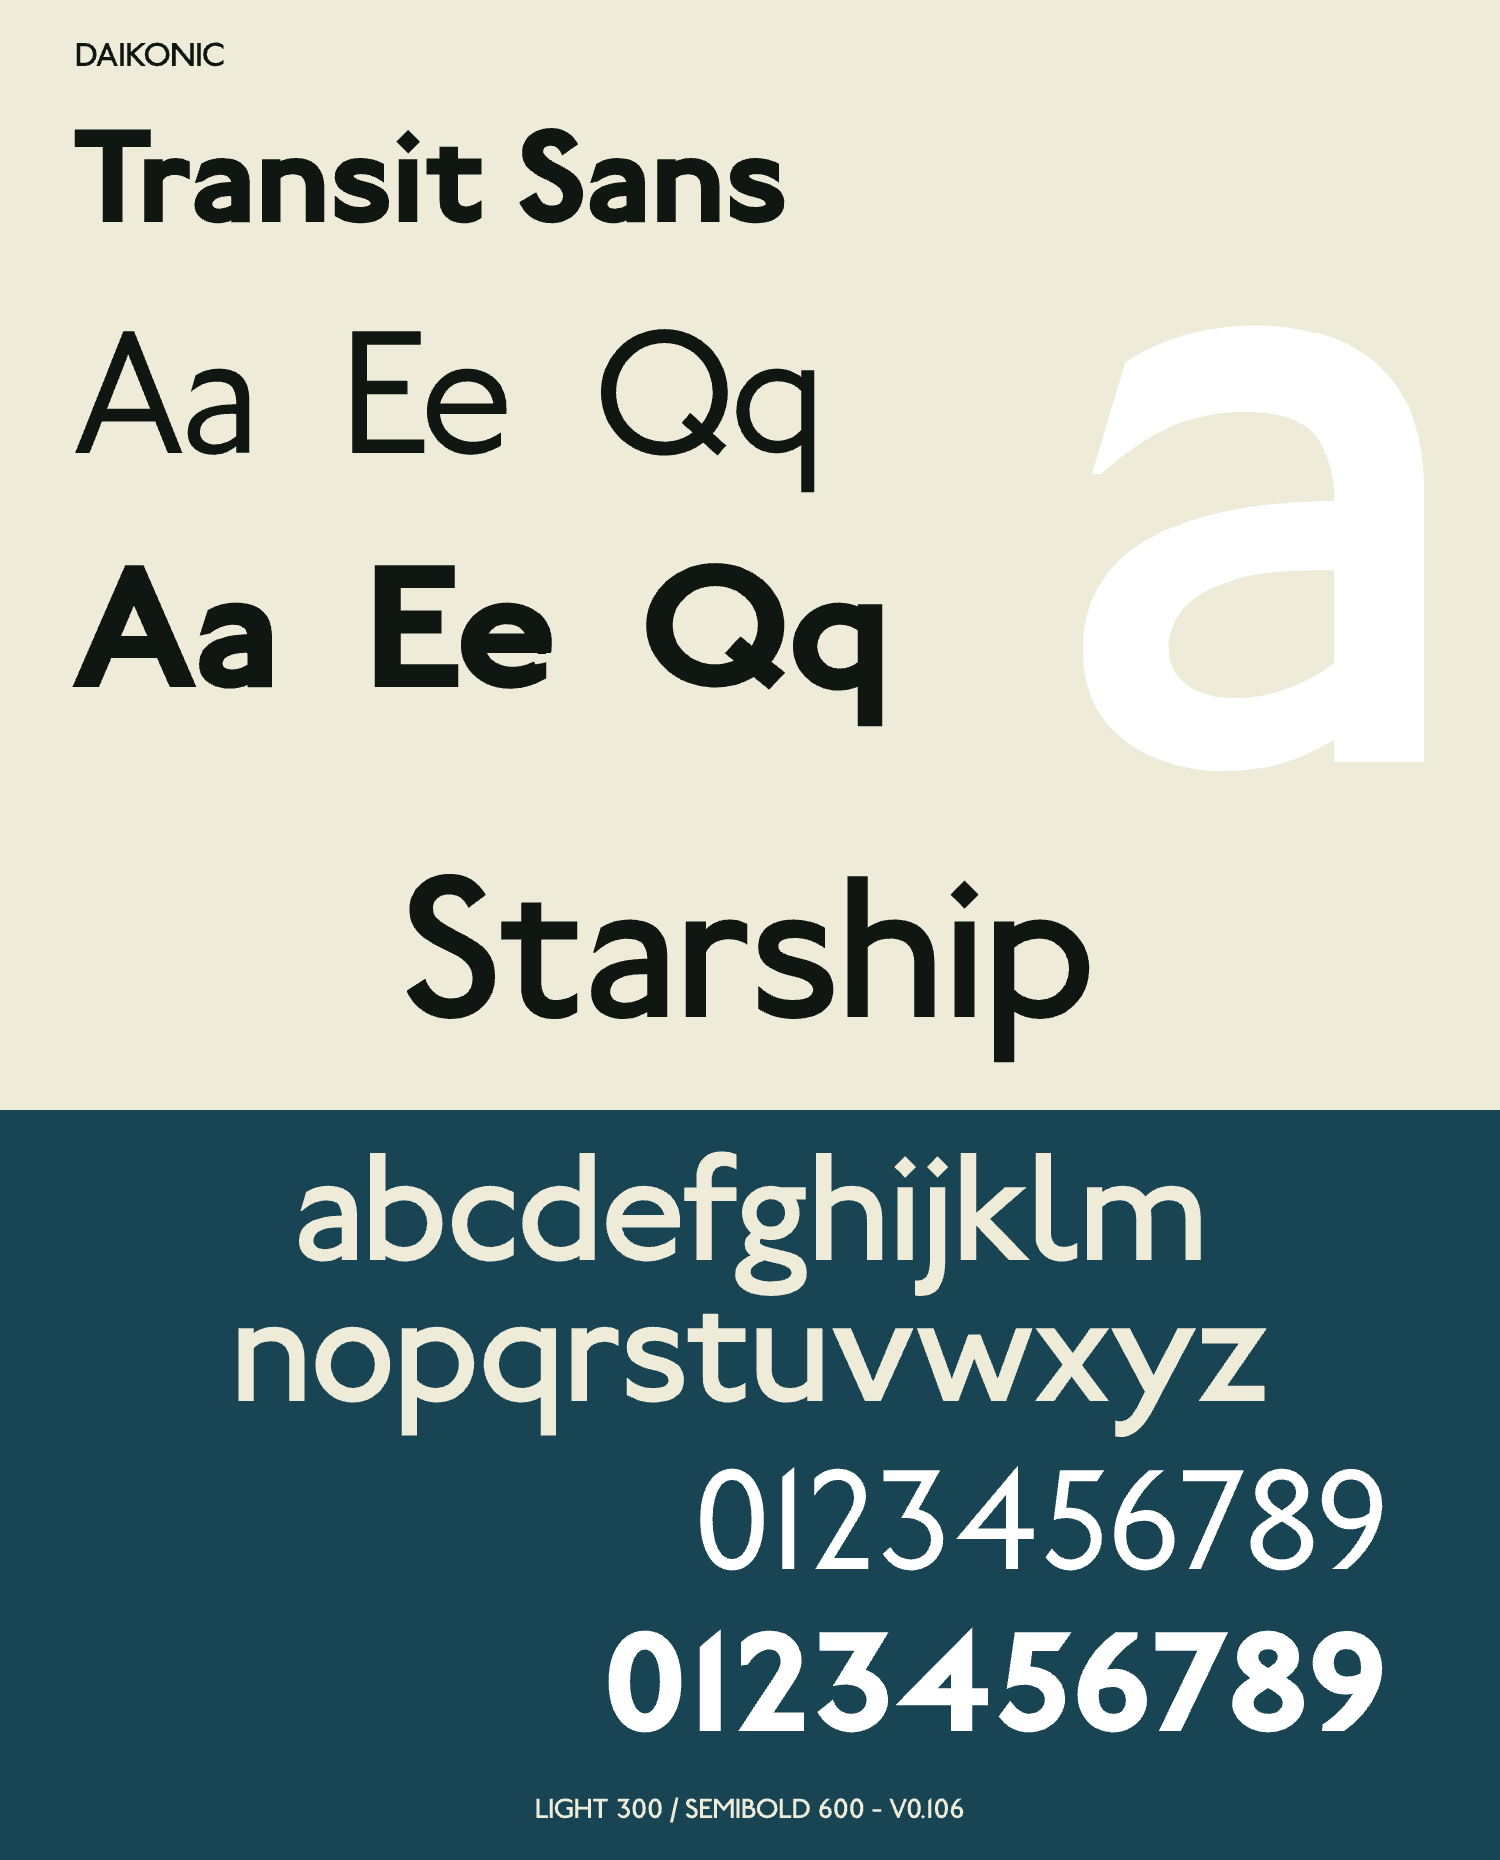 DAIKONIC
Transit Sans
Aa Ee Qq
Aa Ee Qq
a
Starship
abcdefghijklm
nopqrstuvwxyz
0123456789
0123456789
LIGHT 300 / SEMIBOLD 600 - V0.106